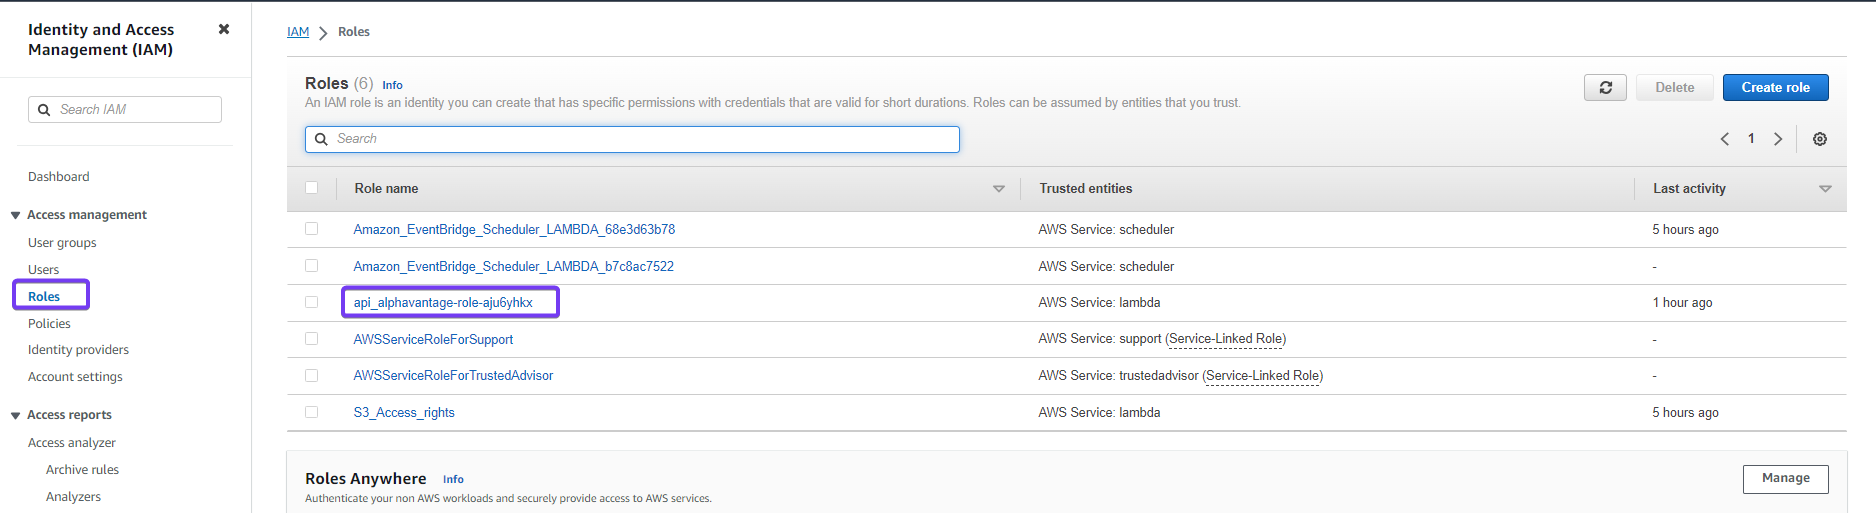 Identity and Access
Management (IAM)
Search IAM
Dashboard
Access management
User groups
Users
Roles
Policies
Identity providers
Account settings
Access reports
Access analyzer
Archive rules
Analyzers
IAM > Roles
Roles (6) Info
An IAM role is an identity you can create that has specific permissions with credentials that are valid for short durations. Roles can be assumed by entities that you trust.
Delete
Create role
Search
1
Role name Trusted entities Last activity
Amazon_EventBridge_Scheduler_LAMBDA_68e3d63b78 AWS Service: scheduler 5 hours ago
Amazon_EventBridge_Scheduler_LAMBDA_b7c8ac7522 AWS Service: scheduler -
api_alphavantage-role-aju6yhkx AWS Service: lambda 1 hour ago
AWSServiceRoleForSupport AWS Service: support (Service-Linked Role) -
AWSServiceRoleForTrustedAdvisor AWS Service: trustedadvisor (Service-Linked Role) -
S3_Access_rights AWS Service: lambda 5 hours ago
Roles Anywhere Info
Authenticate your non AWS workloads and securely provide access to AWS services.
Manage